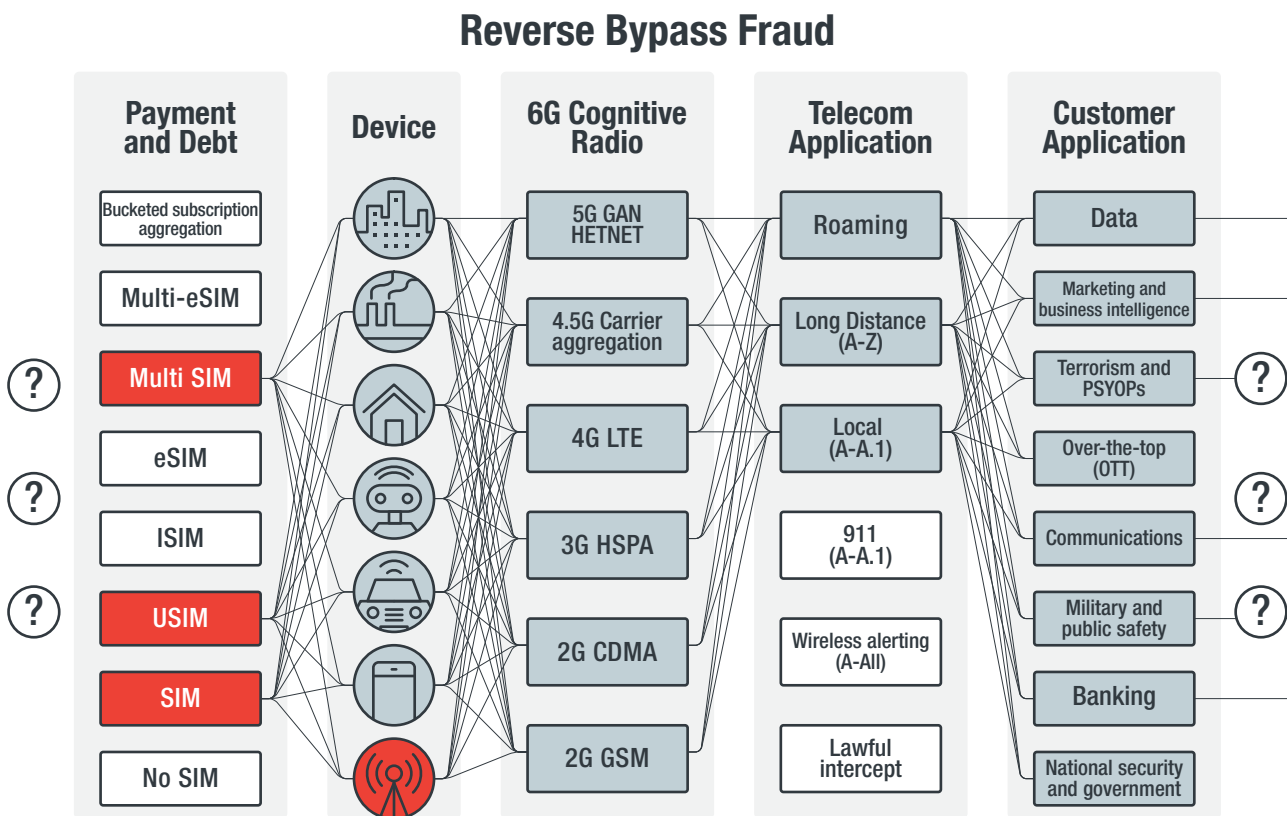 Reverse Bypass Fraud
Payment
and Debt
Bucketed subscription
aggregation
Multi-eSIM
Multi SIM
eSIM
ISIM
USIM
SIM
No SIM
?
?
?
Device
6G Cognitive
Radio
5G GAN
HETNET
4.5G Carrier
aggregation
4G LTE
3G HSPA
2G CDMA
2G GSM
Telecom
Application
Roaming
Long Distance
(A-Z)
Local
(A-A.1)
911
(A-A.1)
Wireless alerting
(A-All)
Lawful
intercept
Customer
Application
Data
Marketing and
business intelligence
Terrorism and
PSYOPs
Over-the-top
(OTT)
Communications
Military and
public safety
Banking
National security
and government
?
?
?